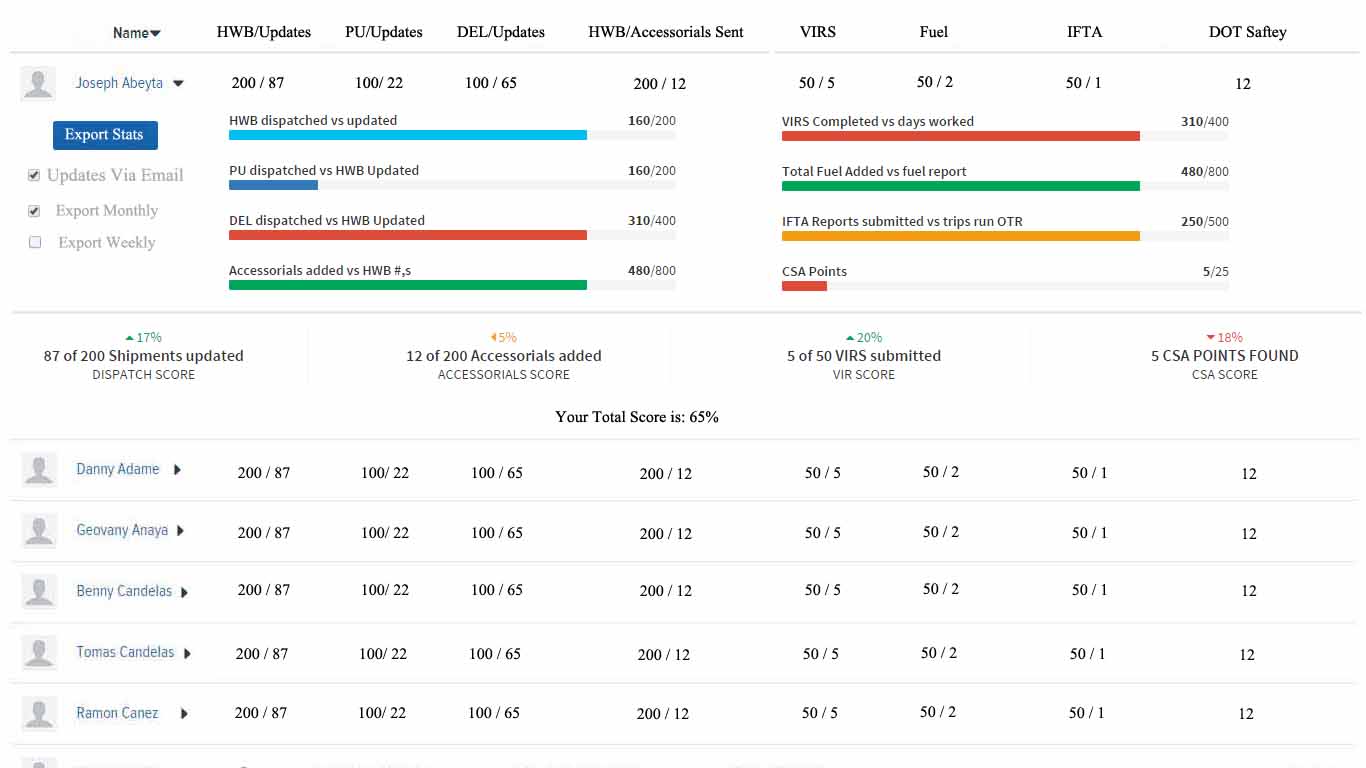 Name HWB/Updates PU/Updates DEL/Updates HWB/Accessorials Sent VIRS Fuel IFTA DOT Saftey
Joseph Abeyta 200 / 87 100/ 22 100 / 65 200 / 12 50 / 5 50 / 2 50 / 1 12
Export Stats
Updates Via Email
Export Monthly
Export Weekly
HWB dispatched vs updated 160/200
PU dispatched vs HWB Updated 160/200
DEL dispatched vs HWB Updated 310/400
Accessorials added vs HWB #,s 480/800
VIRS Completed vs days worked 310/400
Total Fuel Added vs fuel report 480/800
IFTA Reports submitted vs trips run OTR 250/500
CSA Points 5/25
17%
87 of 200 Shipments updated
DISPATCH SCORE
5%
12 of 200 Accessorials added
ACCESSORIALS SCORE
20%
5 of 50 VIRS submitted
VIR SCORE
18%
5 CSA POINTS FOUND
CSA SCORE
Your Total Score is: 65%
Danny Adame 200 / 87 100/ 22 100 / 65 200 / 12 50 / 5 50 / 2 50 / 1 12
Geovany Anaya 200 / 87 100/ 22 100 / 65 200 / 12 50 / 5 50 / 2 50 / 1 12
Benny Candelas 200 / 87 100/ 22 100 / 65 200 / 12 50 / 5 50 / 2 50 / 1 12
Tomas Candelas 200 / 87 100/ 22 100 / 65 200 / 12 50 / 5 50 / 2 50 / 1 12
Ramon Canez 200 / 87 100/ 22 100 / 65 200 / 12 50 / 5 50 / 2 50 / 1 12